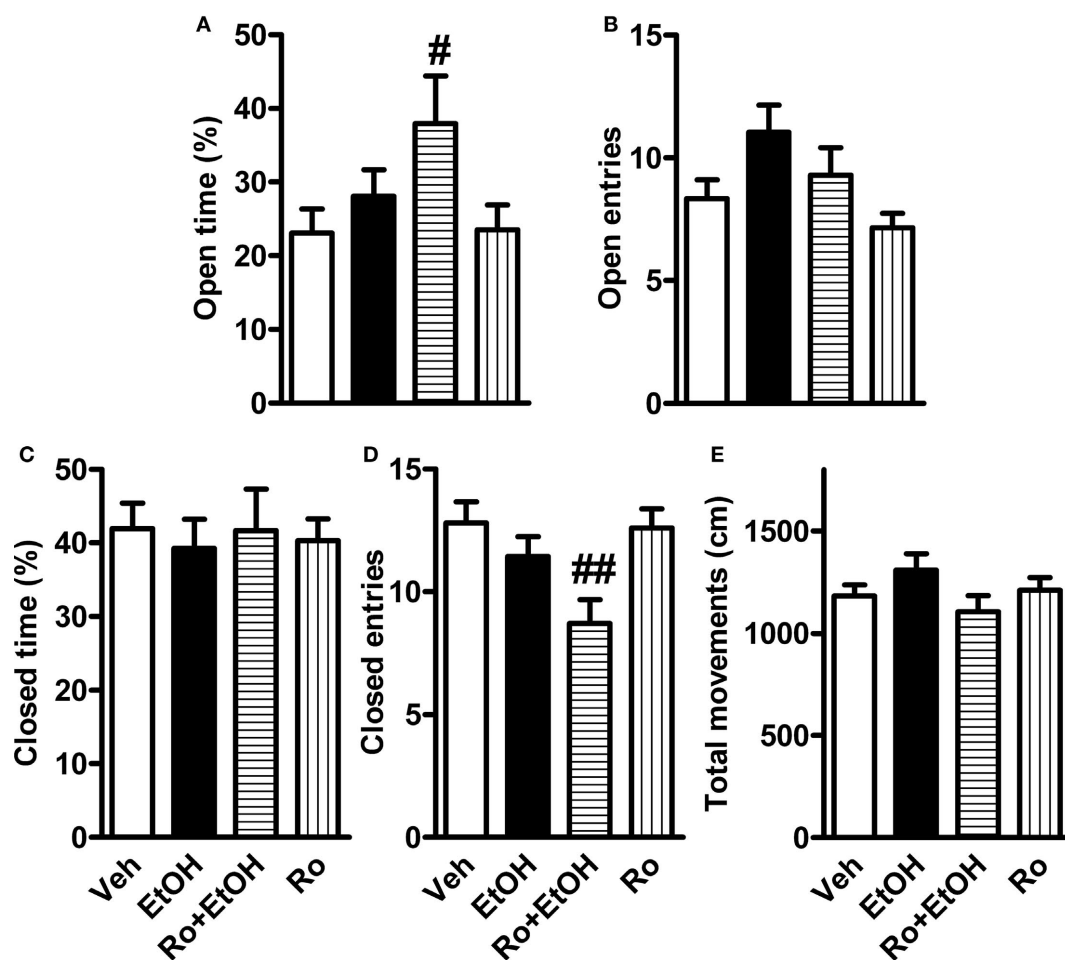 A
Open time (%)
50
40
30
20
10
0
#
B
Open entries
15
10
5
0
C
Closed time (%)
50
40
30
20
10
0
Veh
EtOH
Ro+EtOH
Ro
D
Closed entries
15
10
5
0
##
Veh
EtOH
Ro+EtOH
Ro
E
Total movements (cm)
1500
1000
500
0
Veh
EtOH
Ro+EtOH
Ro